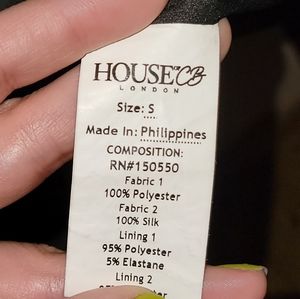 HOUSE OF CB
LONDON
Size: S
Made In: Philippines
COMPOSITION:
RN#150550
Fabric 1
100% Polyester
Fabric 2
100% Silk
Lining 1
95% Polyester
5% Elastane
Lining 2